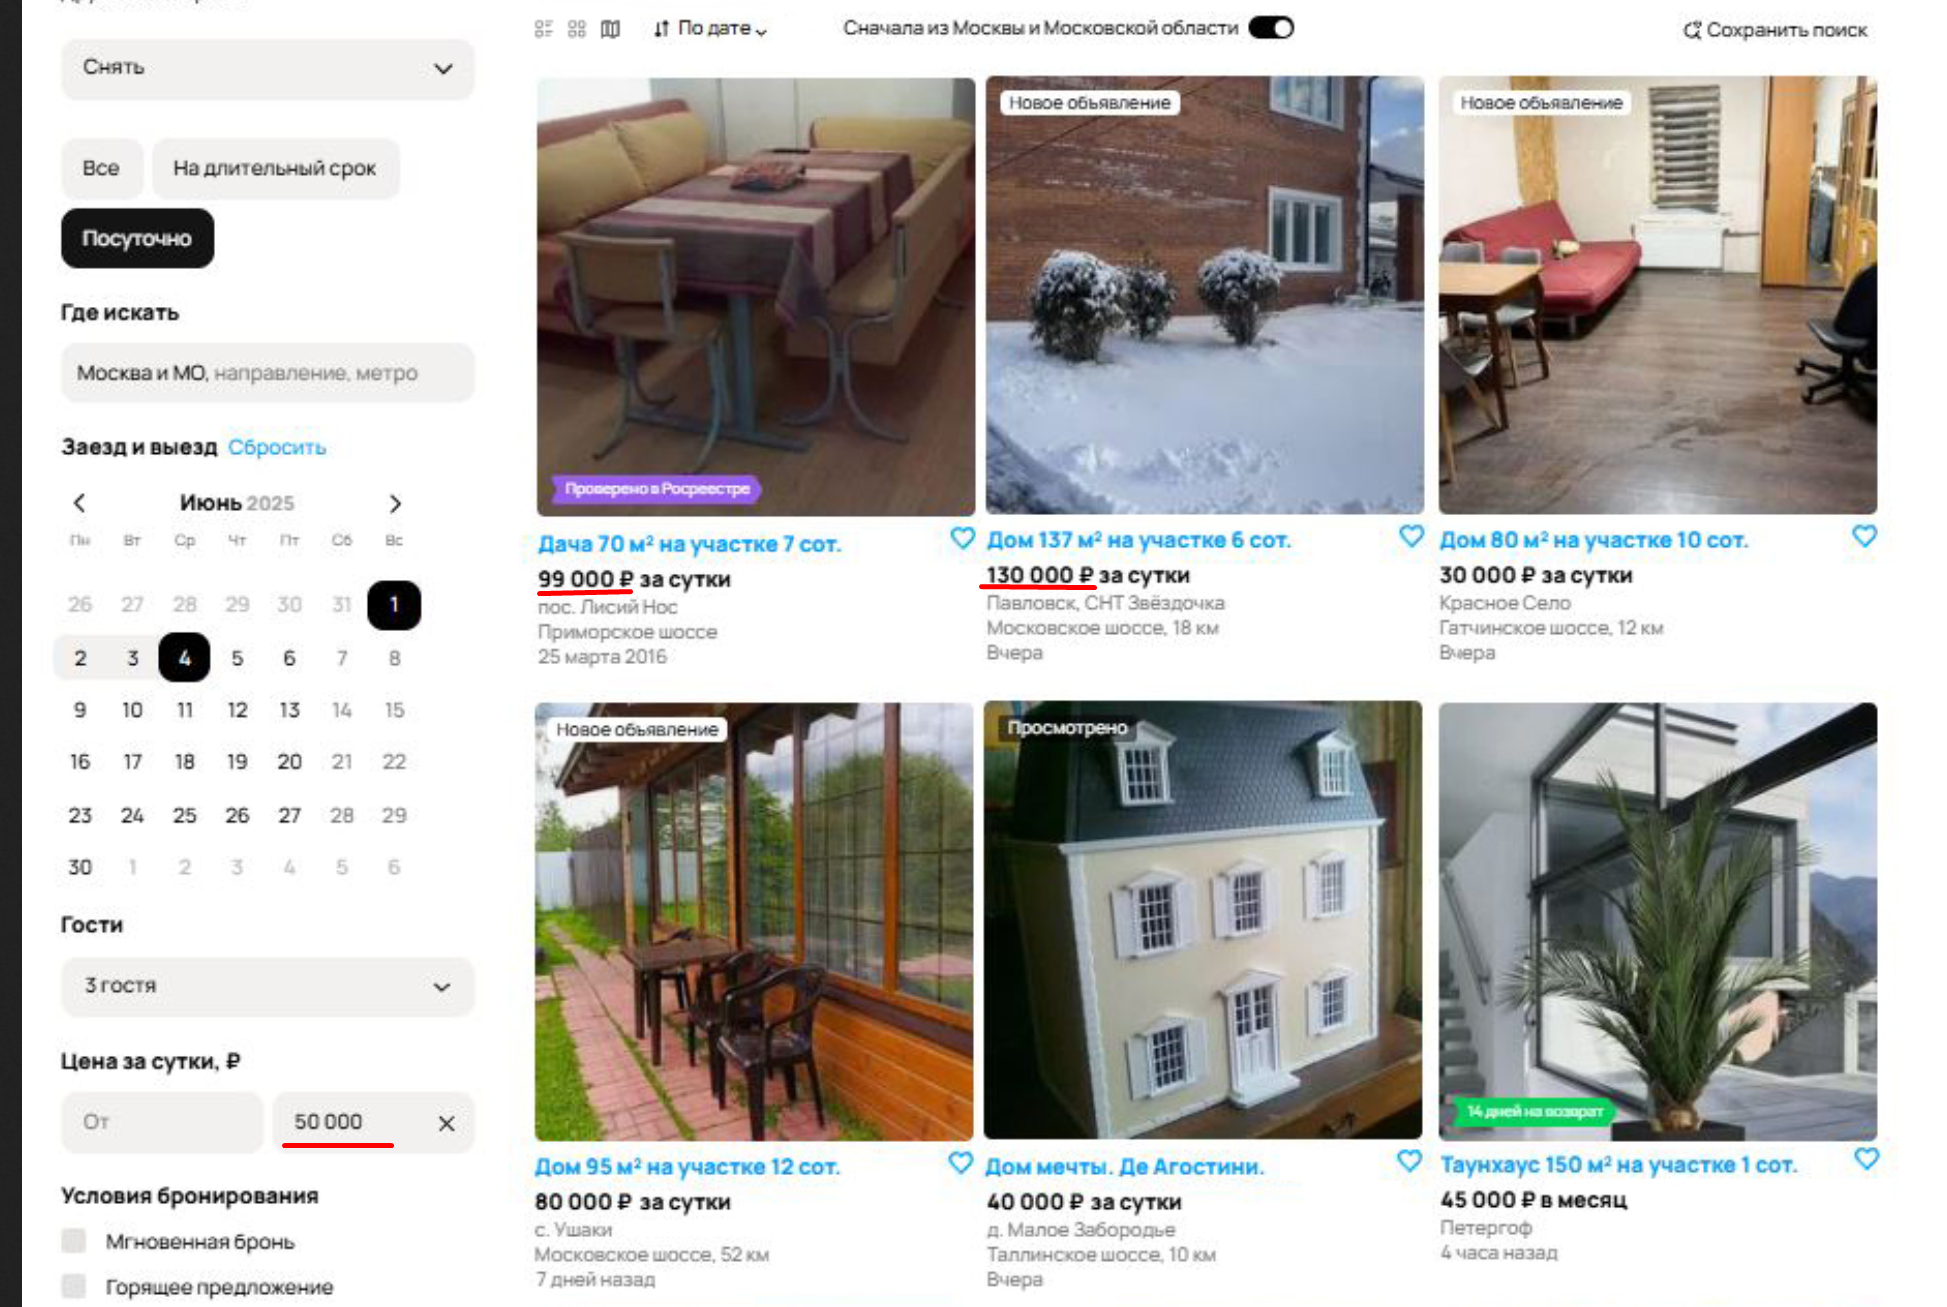 Снять
Все
На длительный срок
Посуточно
Где искать
Москва и МО, направление, метро
Заезд и выезд Сбросить
Июнь 2025
Пн Вт Ср Чт Пт Сб Вс
26 27 28 29 30 31 1
2 3 4 5 6 7 8
9 10 11 12 13 14 15
16 17 18 19 20 21 22
23 24 25 26 27 28 29
30 1 2 3 4 5 6
Гости
3 гостя
Цена за сутки, ₽
От
50 000
Условия бронирования
Мгновенная бронь
Горящее предложение
По дате
Сначала из Москвы и Московской области
Сохранить поиск
Проверено в Росреестре
Дача 70 м² на участке 7 сот.
99 000 ₽ за сутки
пос. Лисий Нос
Приморское шоссе
25 марта 2016
Новое объявление
Дом 137 м² на участке 6 сот.
130 000 ₽ за сутки
Павловск, СНТ Звёздочка
Московское шоссе, 18 км
Вчера
Новое объявление
Дом 80 м² на участке 10 сот.
30 000 ₽ за сутки
Красное Село
Гатчинское шоссе, 12 км
Вчера
Новое объявление
Дом 95 м² на участке 12 сот.
80 000 ₽ за сутки
с. Ушаки
Московское шоссе, 52 км
7 дней назад
Просмотрено
Дом мечты. Де Агостини.
40 000 ₽ за сутки
д. Малое Забородье
Таллинское шоссе, 10 км
Вчера
14 дней на возврат
Таунхаус 150 м² на участке 1 сот.
45 000 ₽ в месяц
Петергоф
4 часа назад